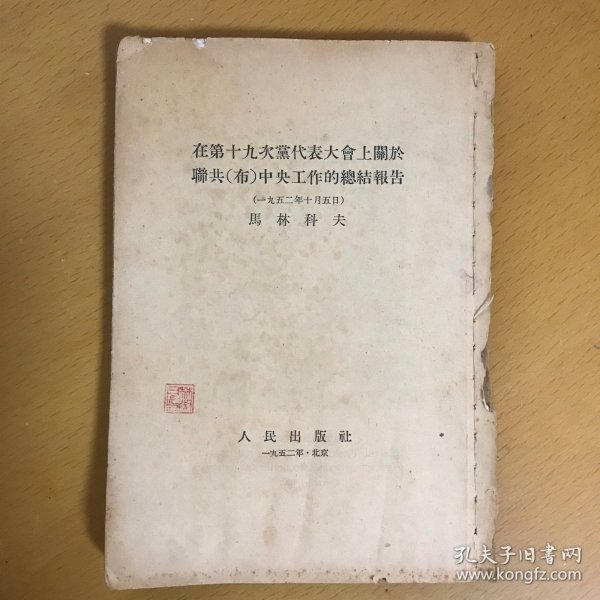 在第十九次黨代表大會上關於
聯共(布)中央工作的總結報告
(一九五二年十月五日)
馬林科夫
人民出版社
一九五二年·北京
孔夫子旧书网
www.kongfz.com